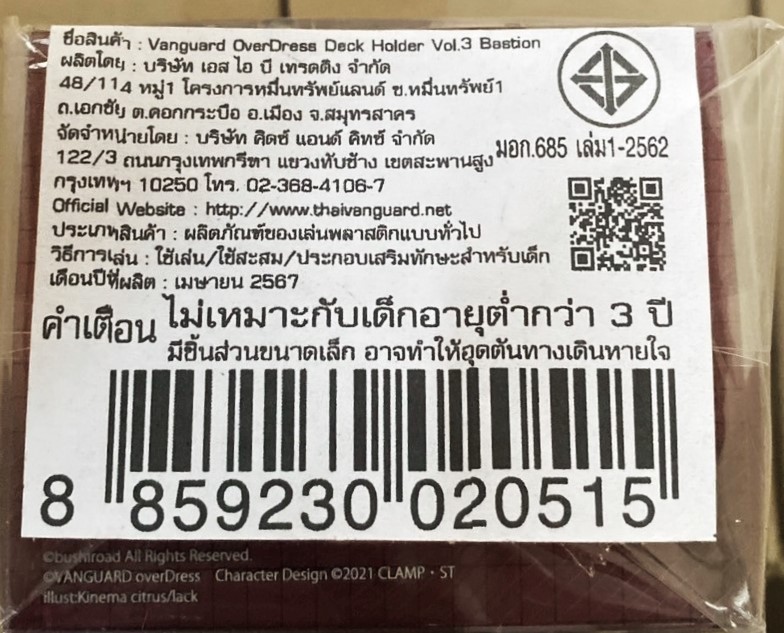 ชื่อสินค้า : Vanguard OverDress Deck Holder Vol.3 Bastion
ผลิตโดย : บริษัท เอส ไอ บี เทรดดิ้ง จำกัด
48/114 หมู่1 โครงการหมื่นทรัพย์แลนด์ ซ.หมื่นทรัพย์1
ถ.เอกชัย ต.คอกกระบือ อ.เมือง จ.สมุทรสาคร
จัดจำหน่ายโดย : บริษัท คิดซ์ แอนด์ คิทซ์ จำกัด
122/3 ถนนกรุงเทพกรีฑา แขวงทับช้าง เขตสะพานสูง
กรุงเทพฯ 10250 โทร. 02-368-4106-7
Official Website : http://www.thaivanguard.net
ประเภทสินค้า : ผลิตภัณฑ์ของเล่นพลาสติกแบบทั่วไป
วิธีการเล่น : ใช้เล่น/ใช้สะสม/ประกอบเสริมทักษะสำหรับเด็ก
เดือนปีที่ผลิต : เมษายน 2567
มอก.685 เล่ม1-2562
คำเตือน ไม่เหมาะกับเด็กอายุต่ำกว่า 3 ปี
มีชิ้นส่วนขนาดเล็ก อาจทำให้อุดตันทางเดินหายใจ
8 859230 020515
©bushiroad All Rights Reserved.
©VANGUARD overDress Character Design ©2021 CLAMP・ST
illust:Kinema citrus/lack